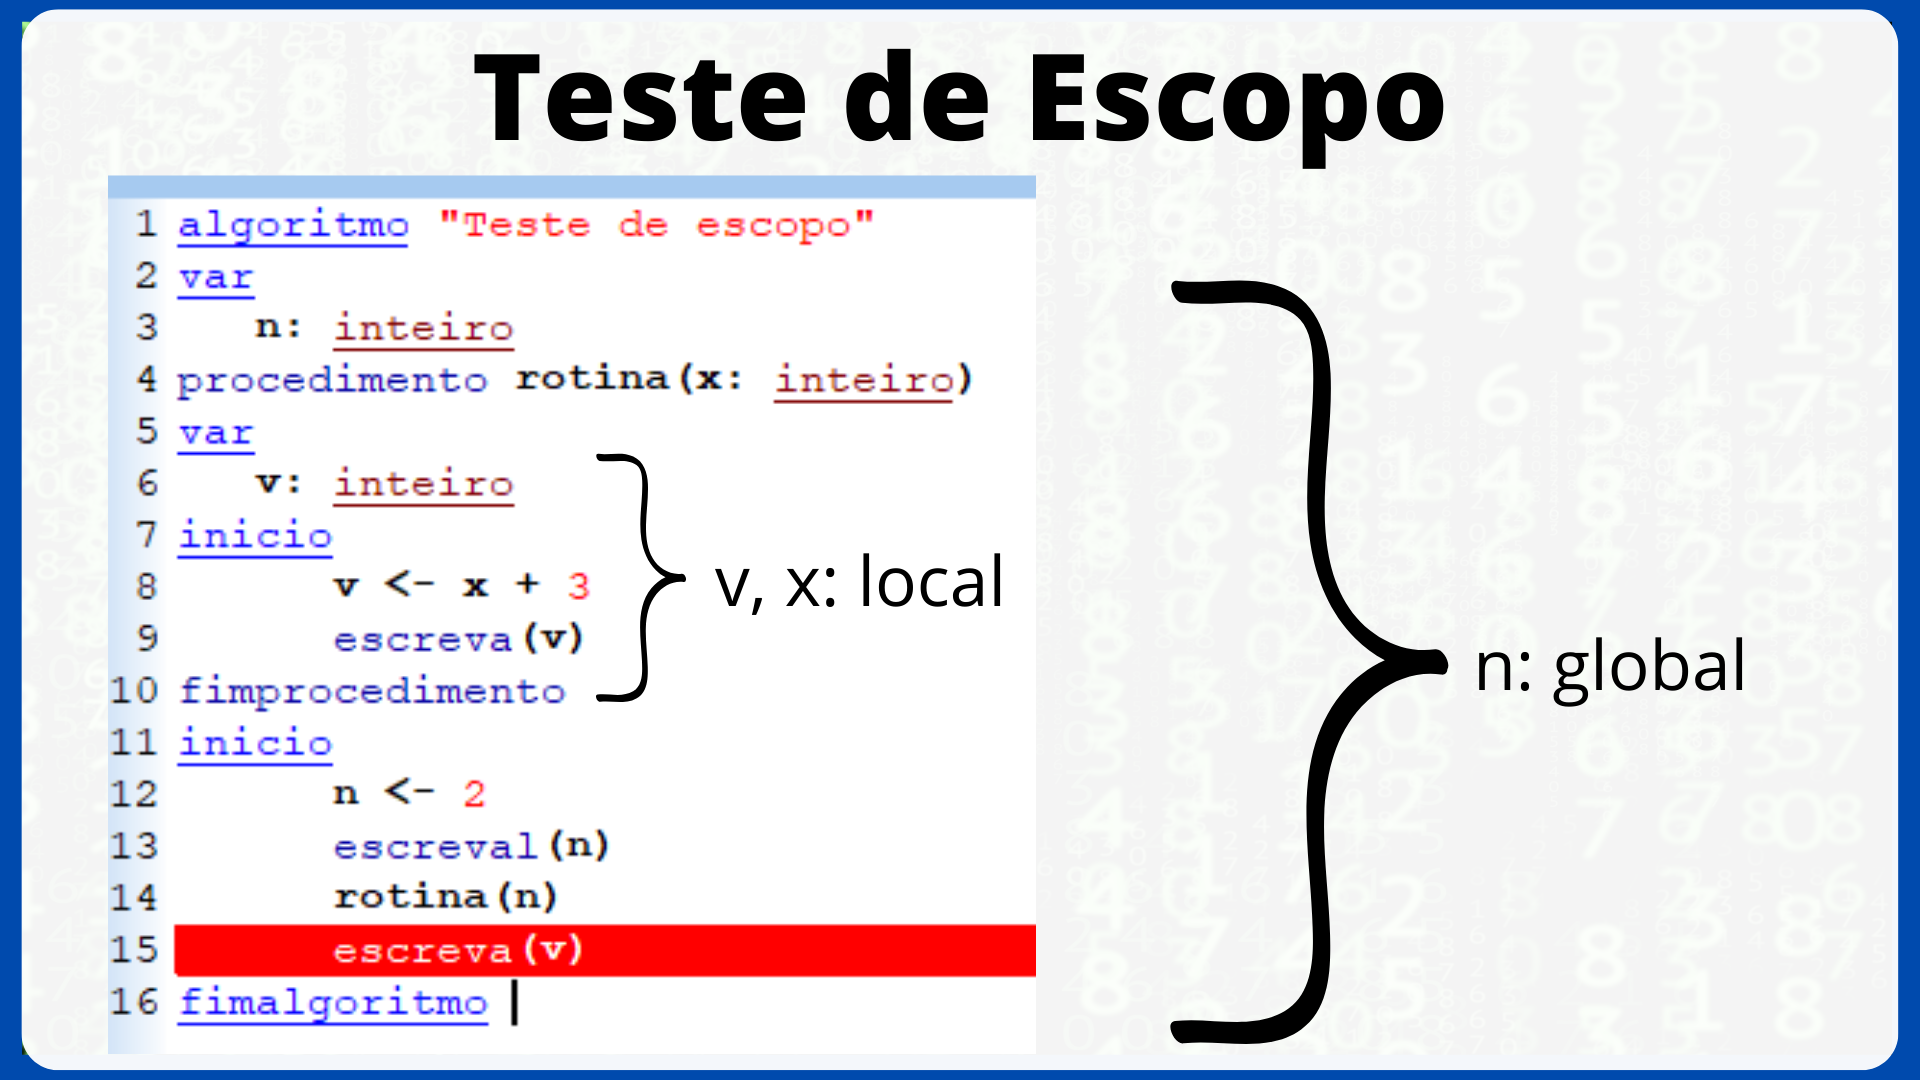 Teste de Escopo
1 algoritmo "Teste de escopo"
2 var
3 n: inteiro
4 procedimento rotina(x: inteiro)
5 var
6 v: inteiro
7 inicio
8 v <- x + 3
9 escreva(v)
10 fimprocedimento
11 inicio
12 n <- 2
13 escreval(n)
14 rotina(n)
15 escreva(v)
16 fimalgoritmo
v, x: local
n: global